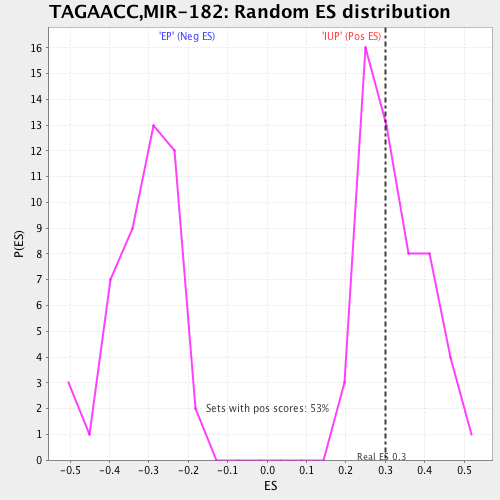 TAGAACC,MIR-182: Random ES distribution
'EP' (Neg ES) 'IUP' (Pos ES)
16
15
14
13
12
11
10
9
8
7
6
5
4
3
2
1
0
P(ES)
Sets with pos scores: 53%
Real ES 0.3
-0.5 -0.4 -0.3 -0.2 -0.1 0.0 0.1 0.2 0.3 0.4 0.5
ES